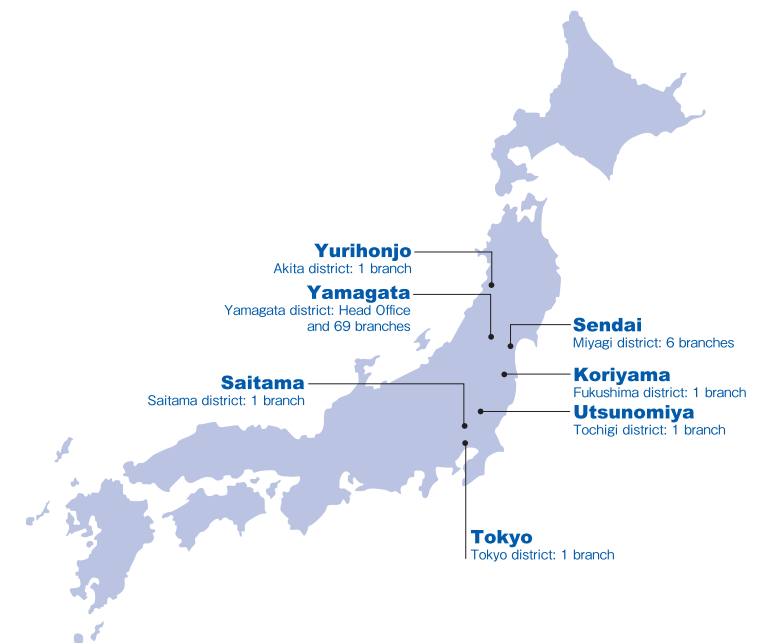 Yurihonjo
Akita district: 1 branch
Yamagata
Yamagata district: Head Office
and 69 branches
Sendai
Miyagi district: 6 branches
Koriyama
Fukushima district: 1 branch
Saitama
Saitama district: 1 branch
Utsunomiya
Tochigi district: 1 branch
Tokyo
Tokyo district: 1 branch